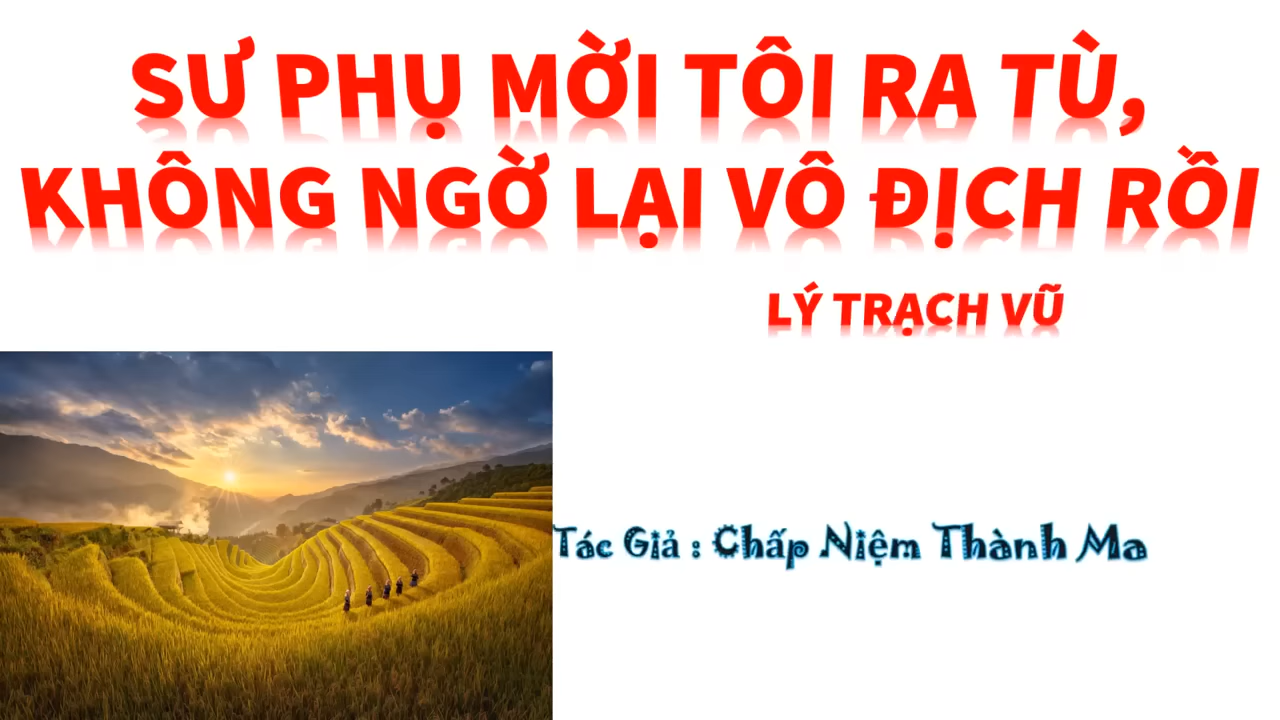 SƯ PHỤ MỜI TÔI RA TÙ,
KHÔNG NGỜ LẠI VÔ ĐỊCH RỒI
LÝ TRẠCH VŨ
Tác Giả : Chấp Niệm Thành Ma